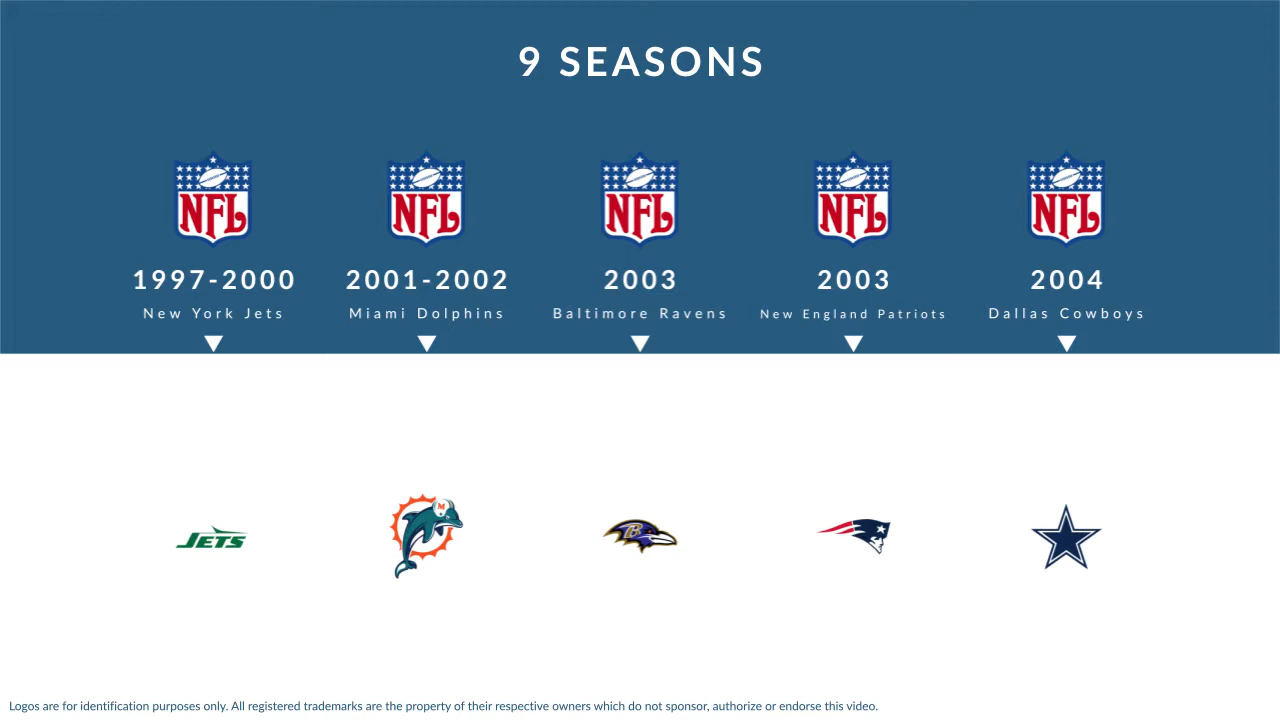 9 SEASONS
NFL NFL NFL NFL NFL
1997-2000 2001-2002 2003 2003 2004
New York Jets Miami Dolphins Baltimore Ravens New England Patriots Dallas Cowboys
JETS M B
Logos are for identification purposes only. All registered trademarks are the property of their respective owners which do not sponsor, authorize or endorse this video.